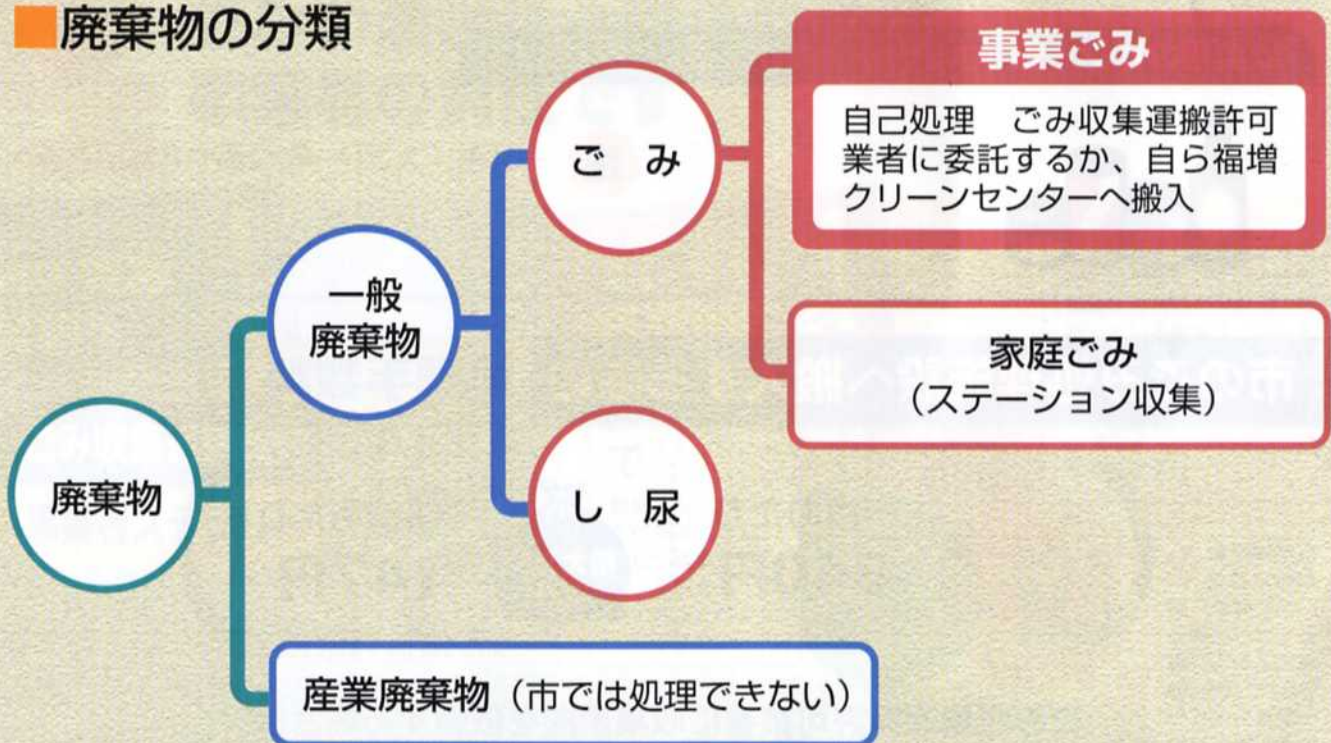 ■廃棄物の分類
事業ごみ
自己処理　ごみ収集運搬許可
業者に委託するか、自ら福増
クリーンセンターへ搬入
ご　み
一般
廃棄物
家庭ごみ
（ステーション収集）
廃棄物
し　尿
産業廃棄物（市では処理できない）